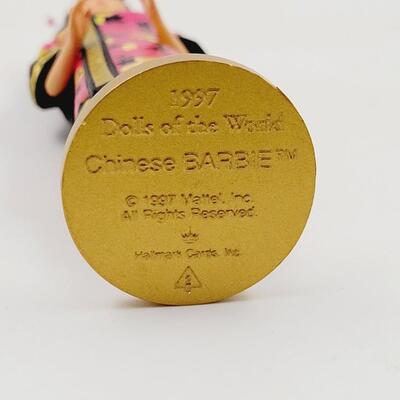 1997
Dolls of the World
Chinese BARBIE™
© 1997 Mattel, Inc.
All Rights Reserved.
Hallmark Cards, Inc.